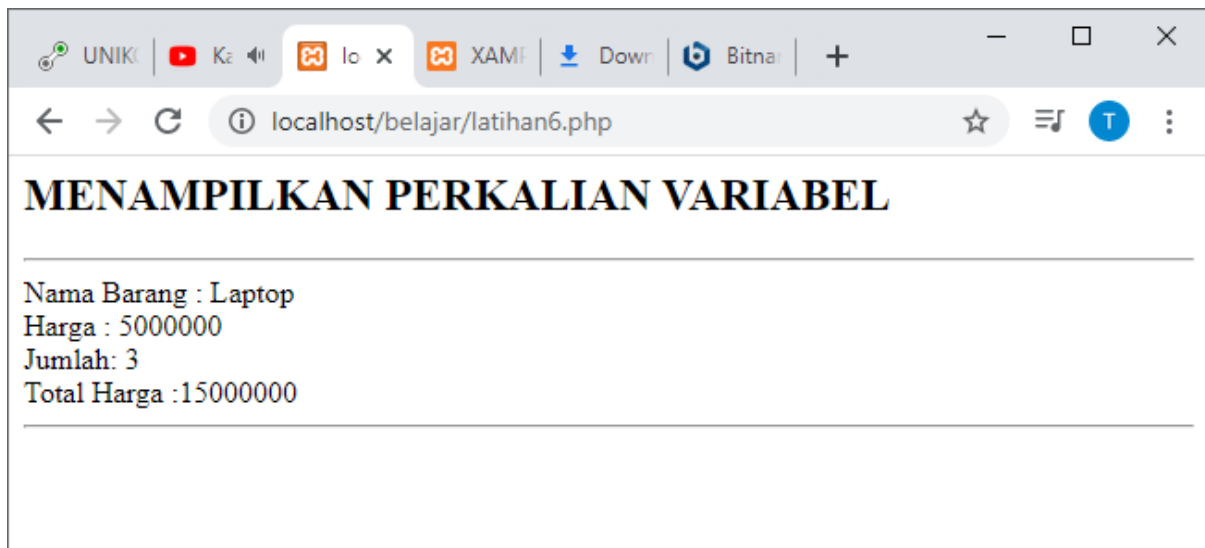 UNIK
Ka
lo
XAMP
Down
Bitnar
localhost/belajar/latihan6.php
T
MENAMPILKAN PERKALIAN VARIABEL
Nama Barang : Laptop
Harga : 5000000
Jumlah: 3
Total Harga :15000000